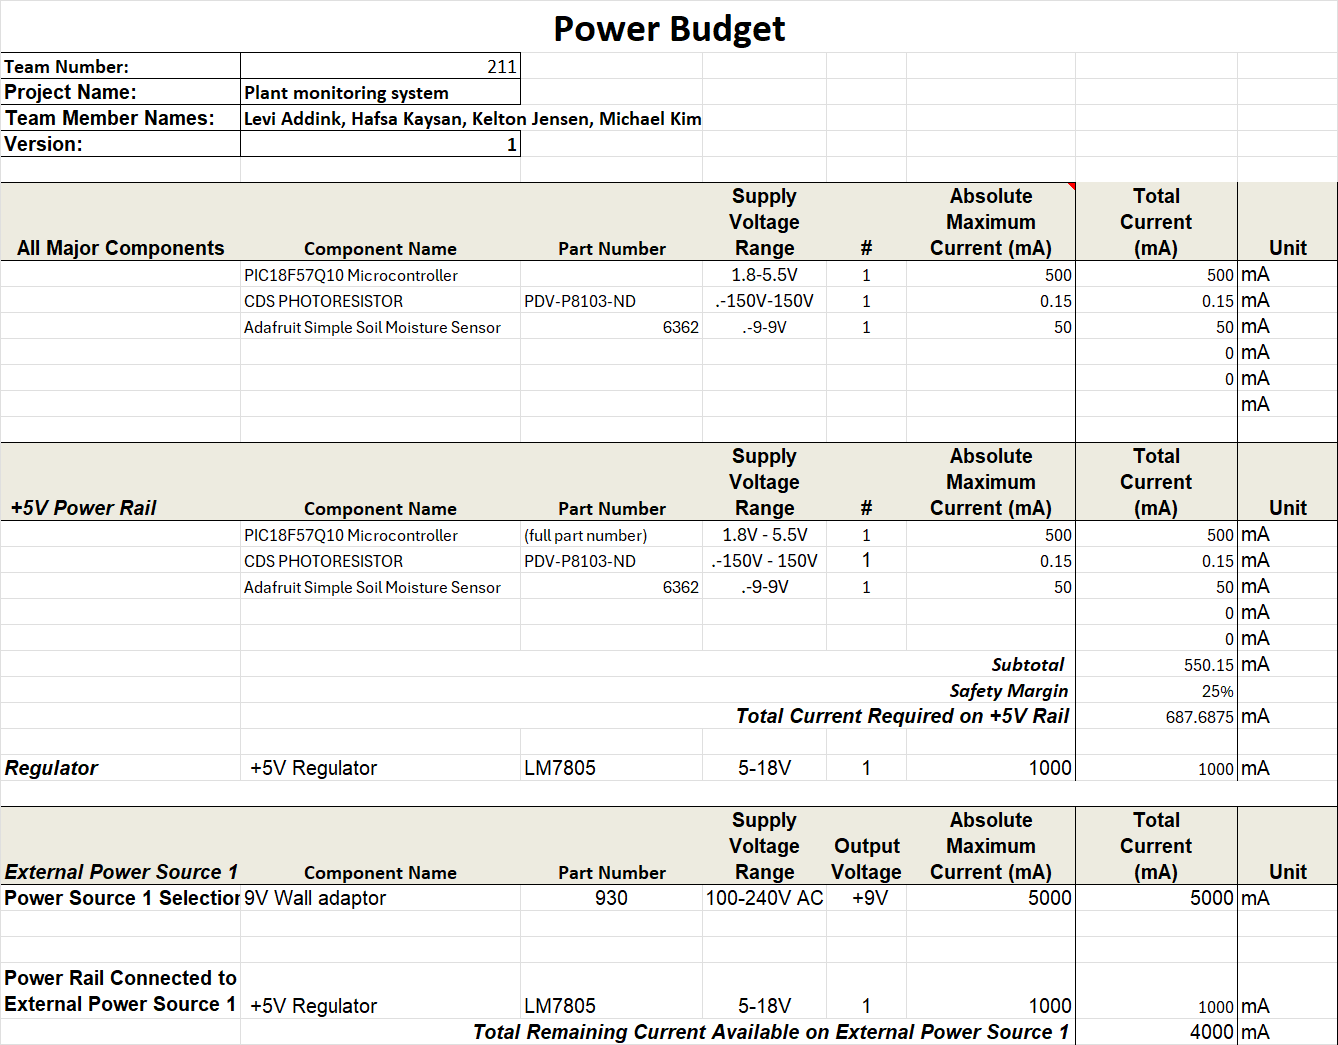 Power Budget
Team Number: 211
Project Name: Plant monitoring system
Team Member Names: Levi Addink, Hafsa Kaysan, Kelton Jensen, Michael Kim
Version: 1
All Major Components Component Name Part Number Supply Voltage Range # Absolute Maximum Current (mA) Total Current (mA) Unit
PIC18F57Q10 Microcontroller 1.8-5.5V 1 500 500 mA
CDS PHOTORESISTOR PDV-P8103-ND .-150V-150V 1 0.15 0.15 mA
Adafruit Simple Soil Moisture Sensor 6362 .-9-9V 1 50 50 mA
0 mA
0 mA
mA
+5V Power Rail Component Name Part Number Supply Voltage Range # Absolute Maximum Current (mA) Total Current (mA) Unit
PIC18F57Q10 Microcontroller (full part number) 1.8V - 5.5V 1 500 500 mA
CDS PHOTORESISTOR PDV-P8103-ND .-150V - 150V 1 0.15 0.15 mA
Adafruit Simple Soil Moisture Sensor 6362 .-9-9V 1 50 50 mA
0 mA
0 mA
Subtotal 550.15 mA
Safety Margin 25%
Total Current Required on +5V Rail 687.6875 mA
Regulator +5V Regulator LM7805 5-18V 1 1000 1000 mA
External Power Source 1 Component Name Part Number Supply Voltage Range Output Voltage Absolute Maximum Current (mA) Total Current (mA) Unit
Power Source 1 Selection 9V Wall adaptor 930 100-240V AC +9V 5000 5000 mA
Power Rail Connected to External Power Source 1 +5V Regulator LM7805 5-18V 1 1000 1000 mA
Total Remaining Current Available on External Power Source 1 4000 mA